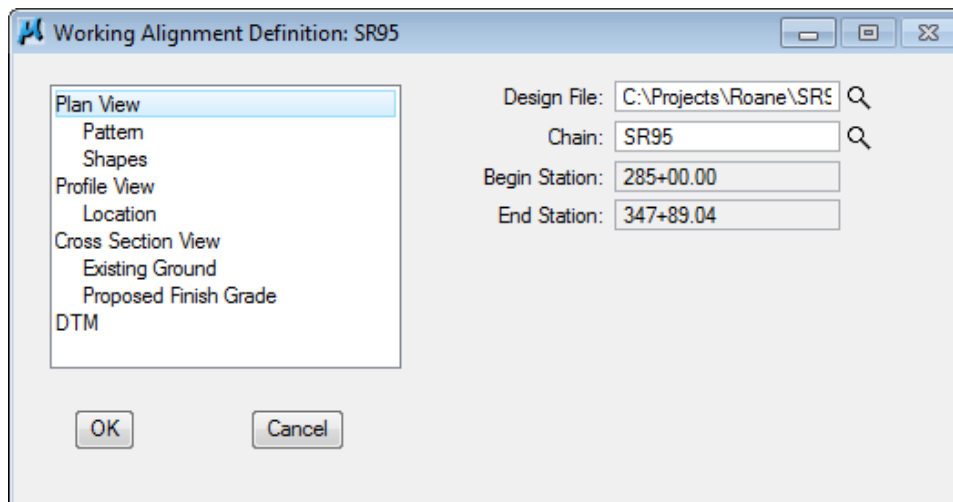 Working Alignment Definition: SR95
Plan View
Pattern
Shapes
Profile View
Location
Cross Section View
Existing Ground
Proposed Finish Grade
DTM
Design File: C:\Projects\Roane\SR9
Chain: SR95
Begin Station: 285+00.00
End Station: 347+89.04
OK Cancel